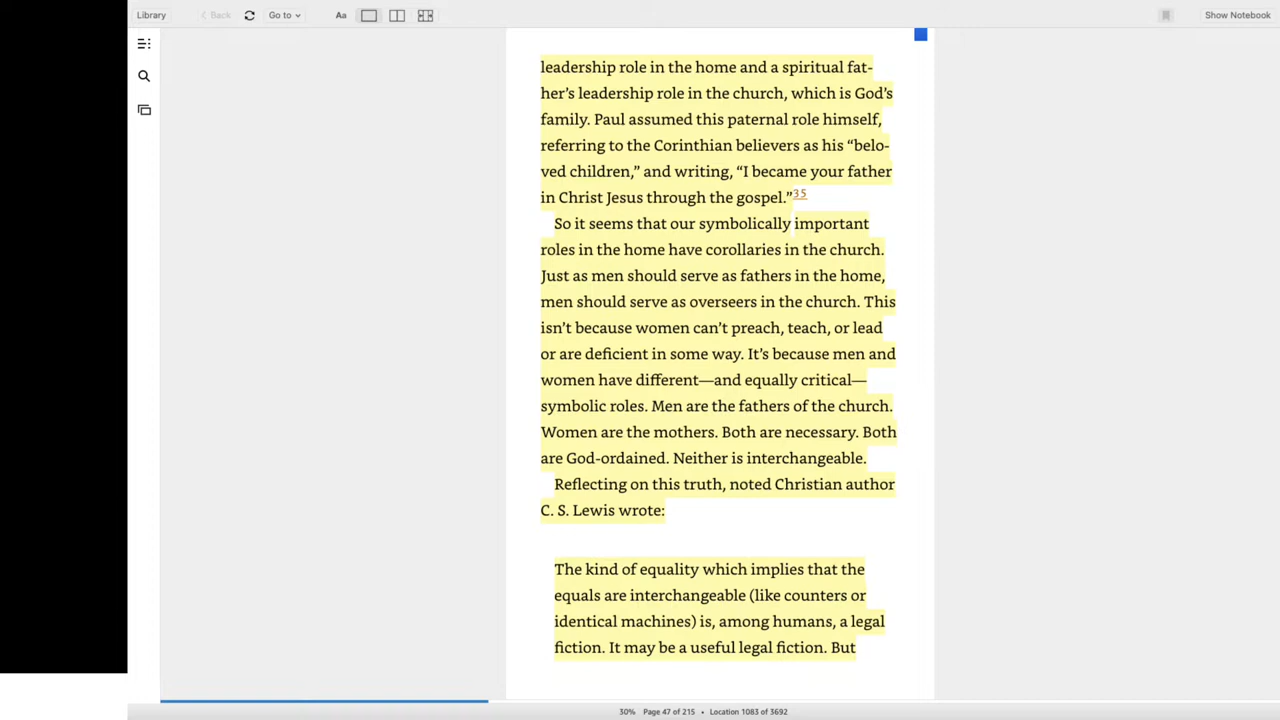 Library Back Go to Aa Show Notebook
leadership role in the home and a spiritual fat-
her’s leadership role in the church, which is God’s
family. Paul assumed this paternal role himself,
referring to the Corinthian believers as his “belo-
ved children,” and writing, “I became your father
in Christ Jesus through the gospel.”35
So it seems that our symbolically important
roles in the home have corollaries in the church.
Just as men should serve as fathers in the home,
men should serve as overseers in the church. This
isn’t because women can’t preach, teach, or lead
or are deficient in some way. It’s because men and
women have different—and equally critical—
symbolic roles. Men are the fathers of the church.
Women are the mothers. Both are necessary. Both
are God-ordained. Neither is interchangeable.
Reflecting on this truth, noted Christian author
C. S. Lewis wrote:
The kind of equality which implies that the
equals are interchangeable (like counters or
identical machines) is, among humans, a legal
fiction. It may be a useful legal fiction. But
30% Page 47 of 215 • Location 1083 of 3692